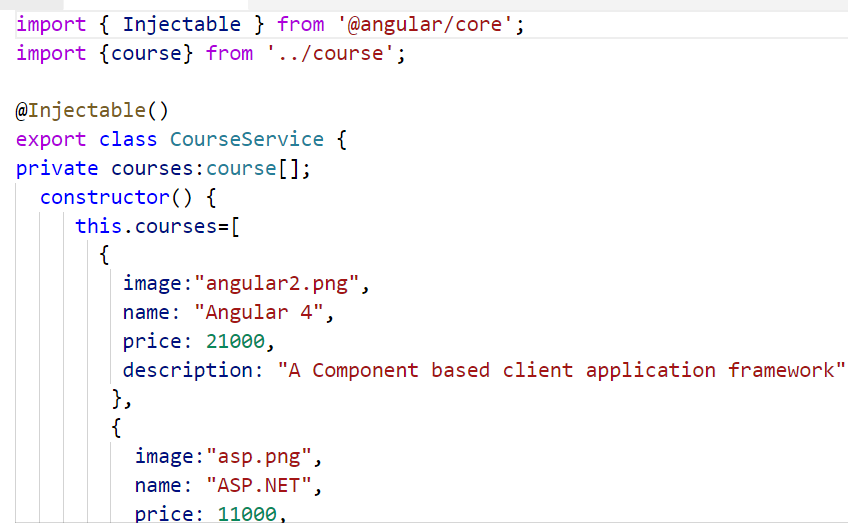 import { Injectable } from '@angular/core';
import {course} from '../course';
@Injectable()
export class CourseService {
private courses:course[];
constructor() {
this.courses=[
{
image:"angular2.png",
name: "Angular 4",
price: 21000,
description: "A Component based client application framework"
},
{
image:"asp.png",
name: "ASP.NET",
price: 11000,